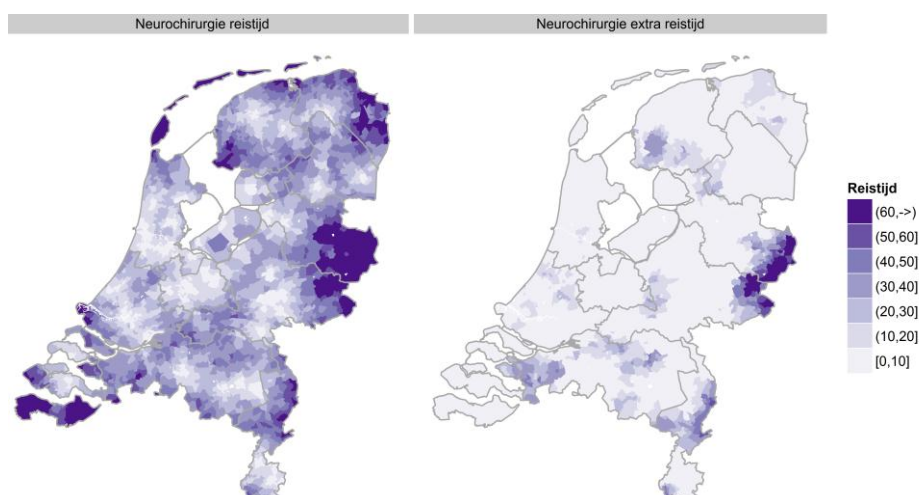 Neurochirurgie reistijd
Neurochirurgie extra reistijd
Reistijd
(60,->)
(50,60]
(40,50]
(30,40]
(20,30]
(10,20]
[0,10]